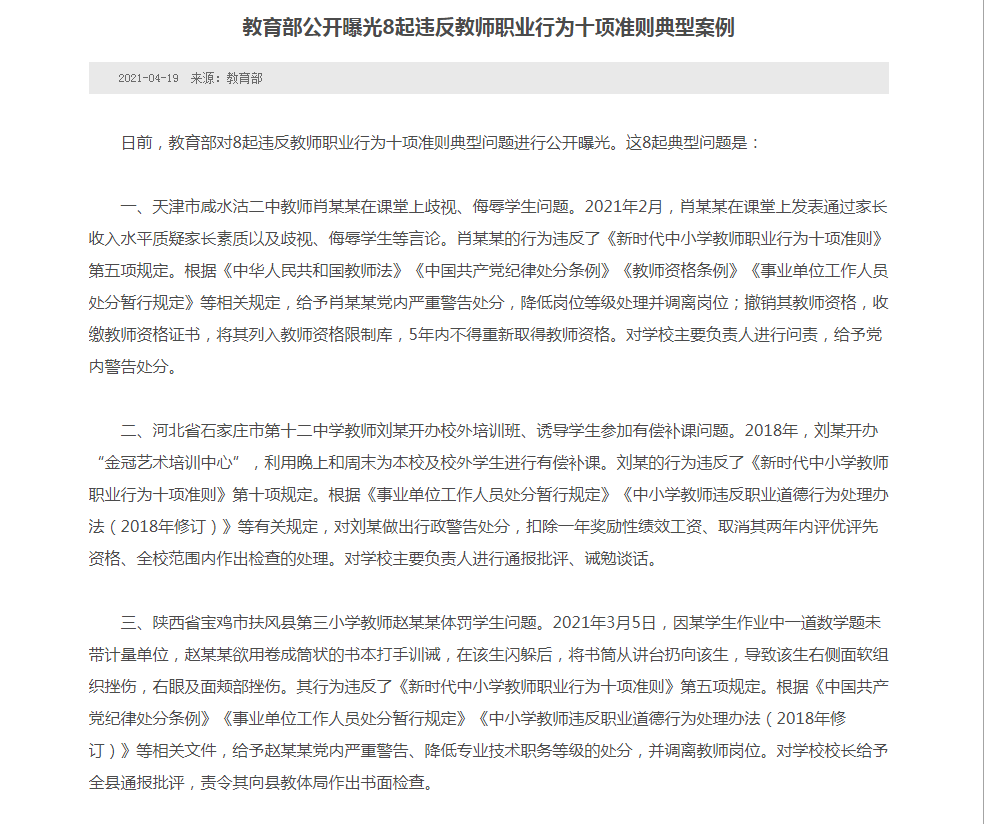 教育部公开曝光8起违反教师职业行为十项准则典型案例
2021-04-19 来源：教育部
日前，教育部对8起违反教师职业行为十项准则典型问题进行公开曝光。这8起典型问题是：
一、天津市咸水沽二中教师肖某某在课堂上歧视、侮辱学生问题。2021年2月，肖某某在课堂上发表通过家长
收入水平质疑家长素质以及歧视、侮辱学生等言论。肖某某的行为违反了《新时代中小学教师职业行为十项准则》
第五项规定。根据《中华人民共和国教师法》《中国共产党纪律处分条例》《教师资格条例》《事业单位工作人员
处分暂行规定》等相关规定，给予肖某某党内严重警告处分，降低岗位等级处理并调离岗位；撤销其教师资格，收
缴教师资格证书，将其列入教师资格限制库，5年内不得重新取得教师资格。对学校主要负责人进行问责，给予党
内警告处分。
二、河北省石家庄市第十二中学教师刘某开办校外培训班、诱导学生参加有偿补课问题。2018年，刘某开办
“金冠艺术培训中心”，利用晚上和周末为本校及校外学生进行有偿补课。刘某的行为违反了《新时代中小学教师
职业行为十项准则》第十项规定。根据《事业单位工作人员处分暂行规定》《中小学教师违反职业道德行为处理办
法（2018年修订）》等有关规定，对刘某做出行政警告处分，扣除一年奖励性绩效工资、取消其两年内评优评先
资格、全校范围内作出检查的处理。对学校主要负责人进行通报批评、诫勉谈话。
三、陕西省宝鸡市扶风县第三小学教师赵某某体罚学生问题。2021年3月5日，因某学生作业中一道数学题未
带计量单位，赵某某欲用卷成筒状的书本打手训诫，在该生闪躲后，将书筒从讲台扔向该生，导致该生右侧面软组
织挫伤，右眼及面颊部挫伤。其行为违反了《新时代中小学教师职业行为十项准则》第五项规定。根据《中国共产
党纪律处分条例》《事业单位工作人员处分暂行规定》《中小学教师违反职业道德行为处理办法（2018年修
订）》等相关文件，给予赵某某党内严重警告、降低专业技术职务等级的处分，并调离教师岗位。对学校校长给予
全县通报批评，责令其向县教体局作出书面检查。